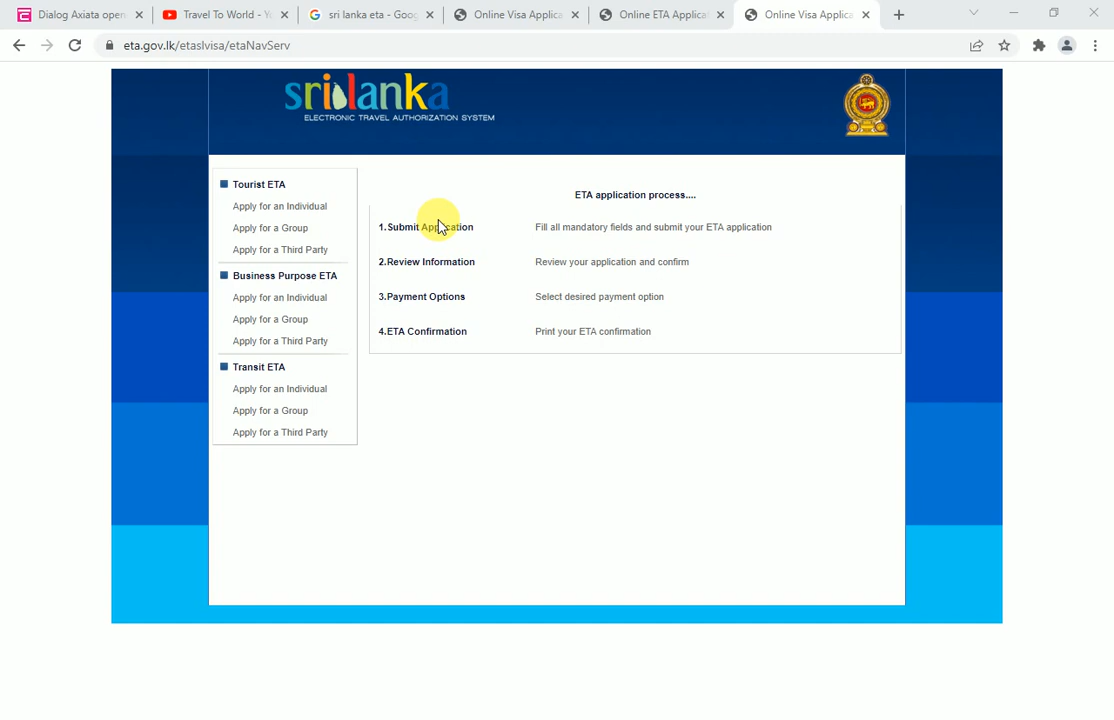 Dialog Axiata open
Travel To World - Yo
sri lanka eta - Goog
Online Visa Applica
Online ETA Applicat
Online Visa Applica
eta.gov.lk/etaslvisa/etaNavServ
srilanka
ELECTRONIC TRAVEL AUTHORIZATION SYSTEM
Tourist ETA
Apply for an Individual
Apply for a Group
Apply for a Third Party
Business Purpose ETA
Apply for an Individual
Apply for a Group
Apply for a Third Party
Transit ETA
Apply for an Individual
Apply for a Group
Apply for a Third Party
ETA application process....
1.Submit Application Fill all mandatory fields and submit your ETA application
2.Review Information Review your application and confirm
3.Payment Options Select desired payment option
4.ETA Confirmation Print your ETA confirmation